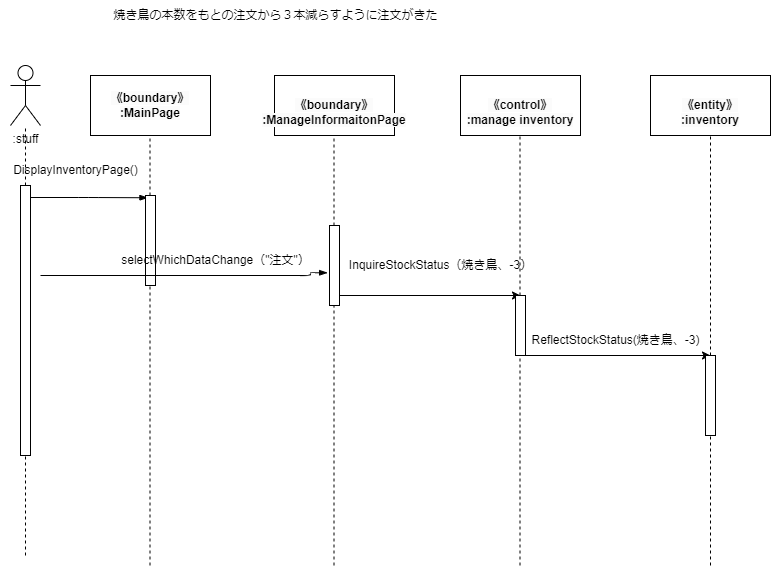 焼き鳥の本数をもとの注文から３本減らすように注文がきた
《boundary》
:MainPage
《boundary》
:ManageInformaitonPage
《control》
:manage inventory
《entity》
:inventory
:stuff
DisplayInventoryPage()
selectWhichDataChange（"注文"）
InquireStockStatus（焼き鳥、-3）
ReflectStockStatus(焼き鳥、-3)